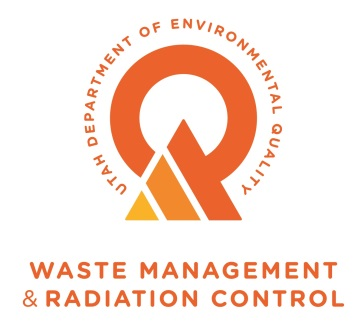 UTAH DEPARTMENT OF ENVIRONMENTAL QUALITY
WASTE MANAGEMENT
& RADIATION CONTROL